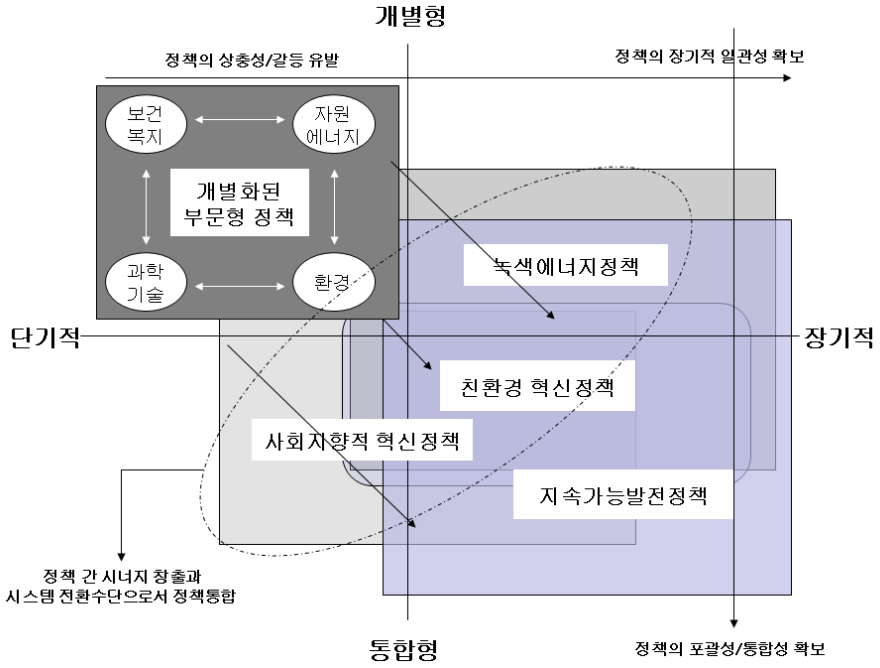 개별형
정책의 상충성/갈등 유발
정책의 장기적 일관성 확보
보건
복지
자원
에너지
개별화된
부문형 정책
과학
기술
환경
녹색에너지정책
단기적
장기적
친환경 혁신정책
사회지향적 혁신정책
지속가능발전정책
정책 간 시너지 창출과
시스템 전환수단으로서 정책통합
통합형
정책의 포괄성/통합성 확보